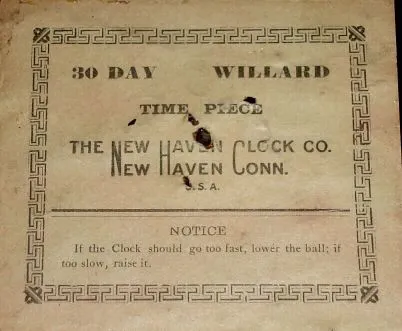 30 DAY WILLARD
TIME PIECE
THE NEW HAVEN CLOCK CO.
NEW HAVEN CONN.
U.S.A.
NOTICE
If the Clock should go too fast, lower the ball; if
too slow, raise it.